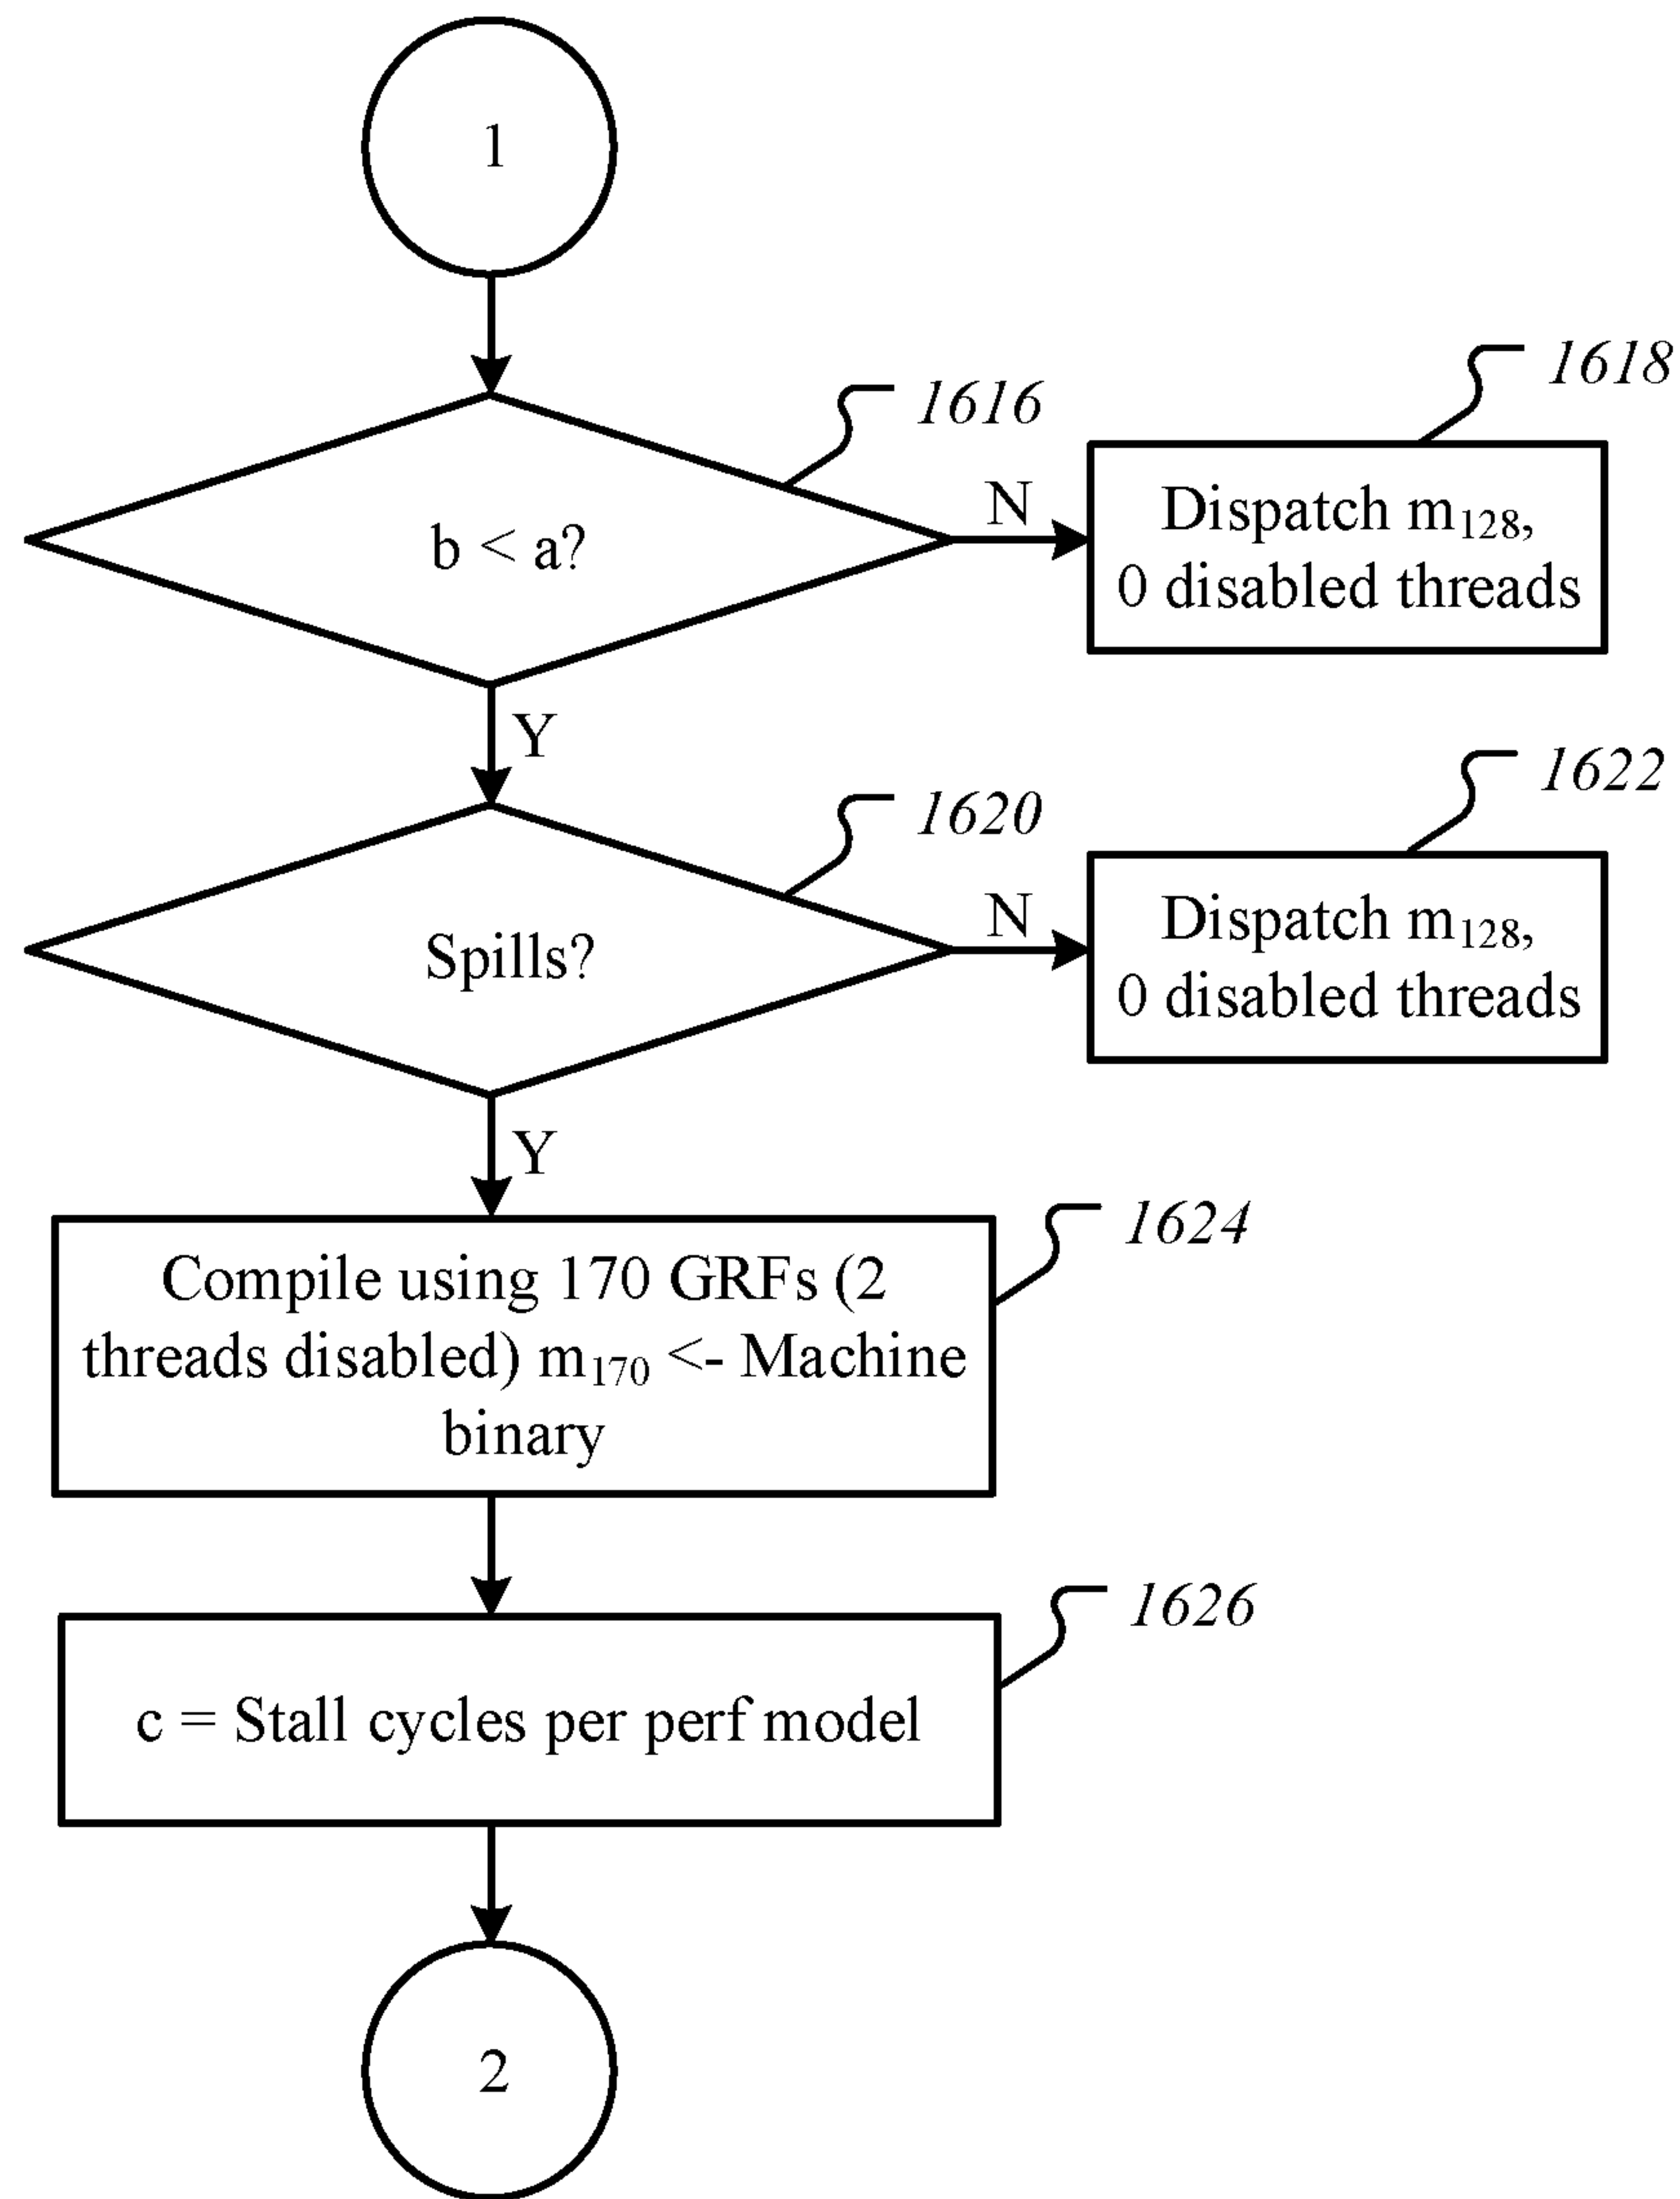 1
1616
1618
b < a?
N
Dispatch m₁₂₈,
0 disabled threads
Y
1620
1622
Spills?
N
Dispatch m₁₂₈,
0 disabled threads
Y
1624
Compile using 170 GRFs (2
threads disabled) m₁₇₀ <- Machine
binary
1626
c = Stall cycles per perf model
2